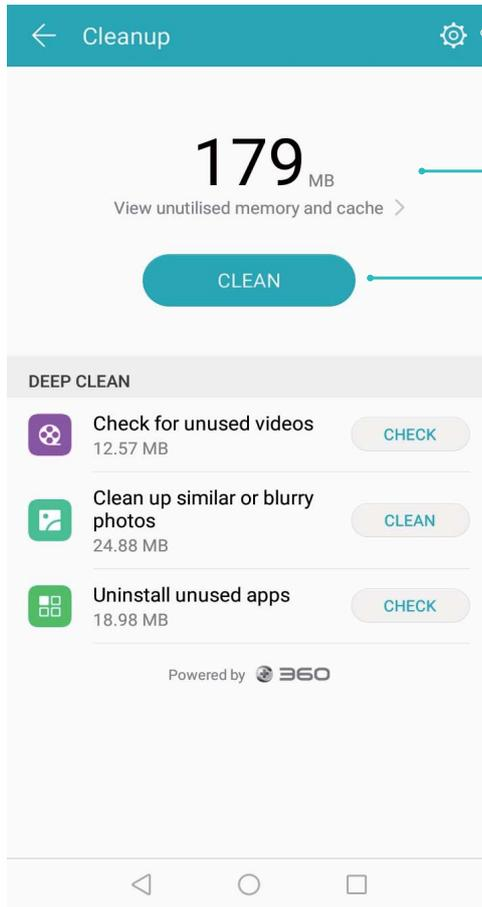 Cleanup
179 MB
View unutilised memory and cache
CLEAN
DEEP CLEAN
Check for unused videos
12.57 MB
CHECK
Clean up similar or blurry
photos
24.88 MB
CLEAN
Uninstall unused apps
18.98 MB
CHECK
Powered by 360